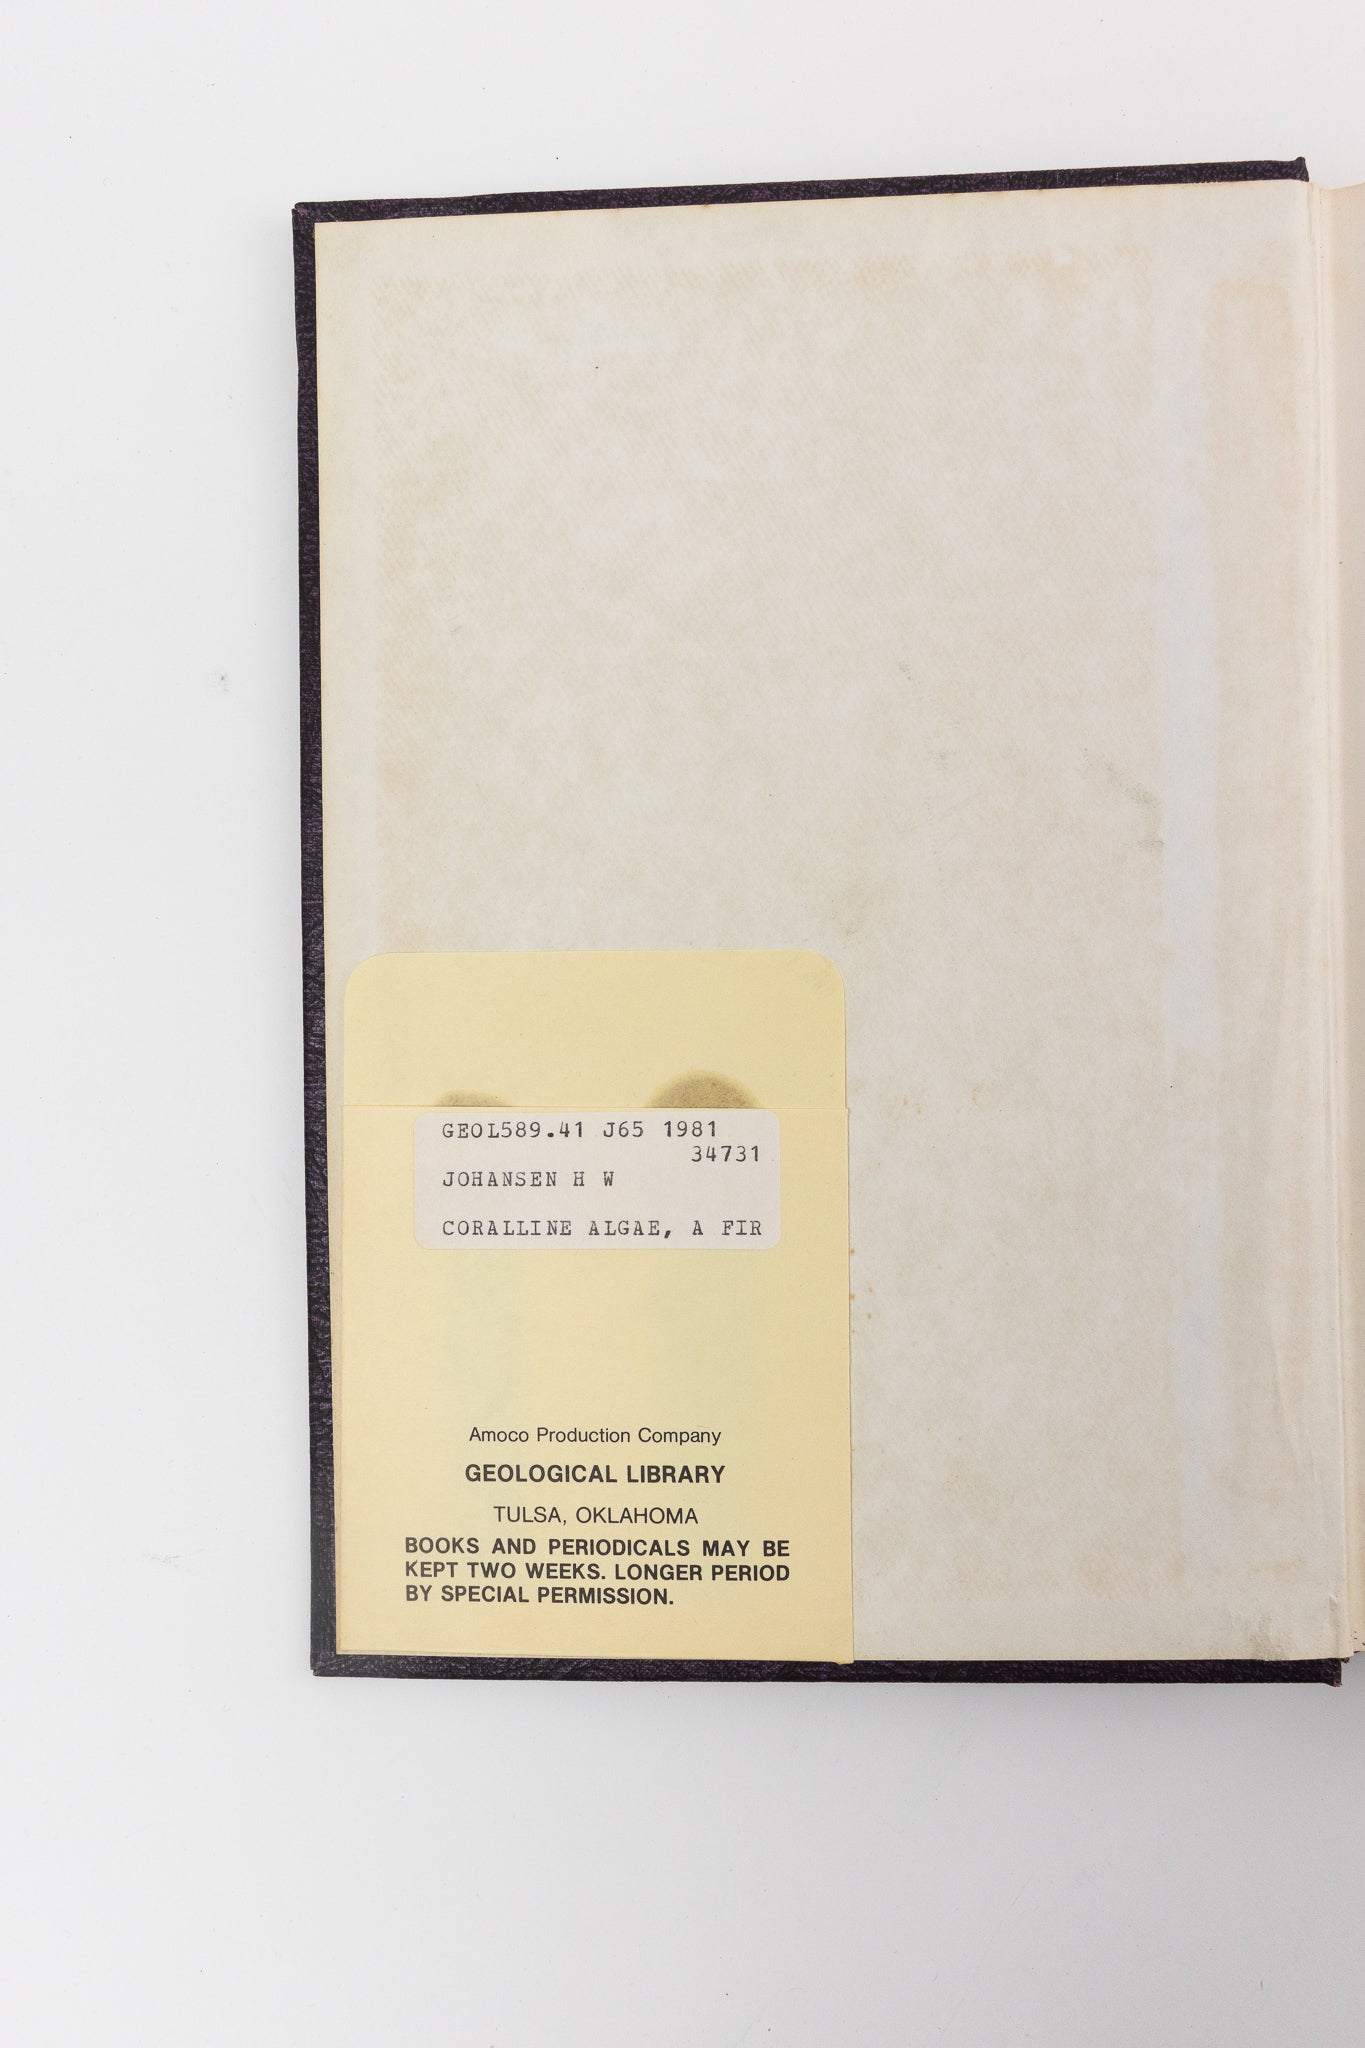 GEOL589.41 J65 1981
34731
JOHANSEN H W
CORALLINE ALGAE, A FIR
Amoco Production Company
GEOLOGICAL LIBRARY
TULSA, OKLAHOMA
BOOKS AND PERIODICALS MAY BE
KEPT TWO WEEKS. LONGER PERIOD
BY SPECIAL PERMISSION.